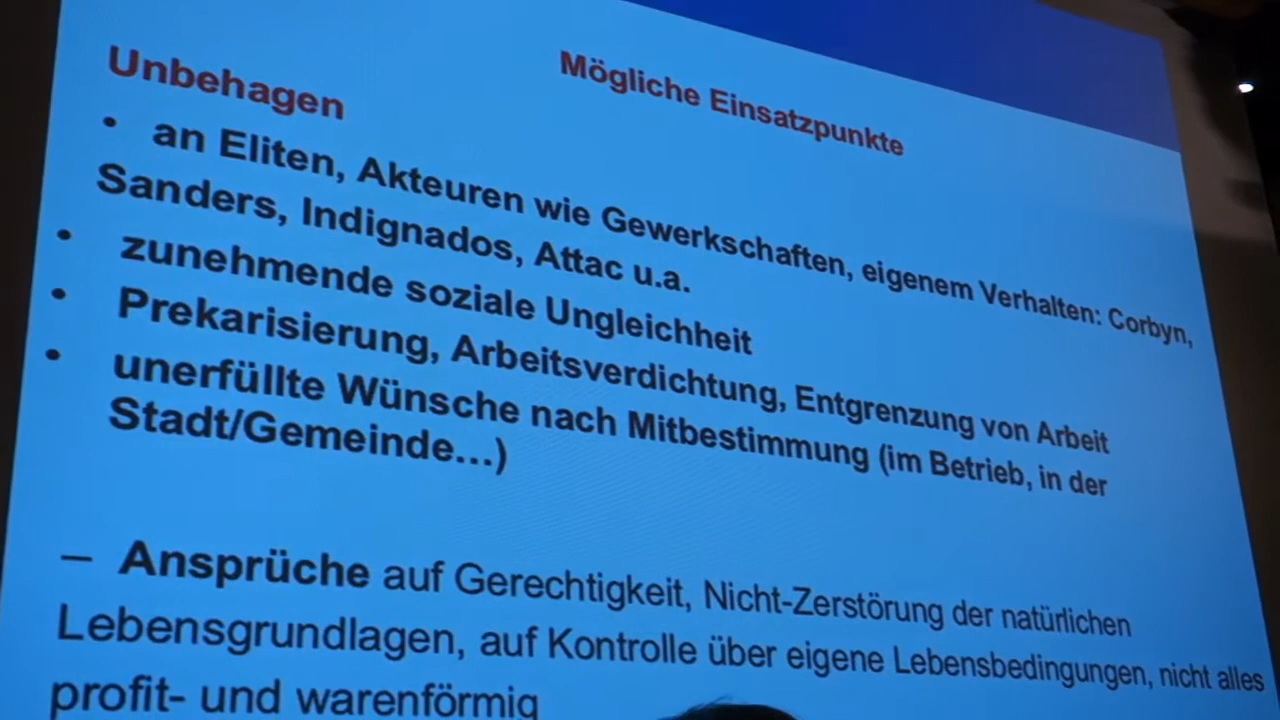 Mögliche Einsatzpunkte
Unbehagen
• an Eliten, Akteuren wie Gewerkschaften, eigenem Verhalten: Corbyn,
Sanders, Indignados, Attac u.a.
• zunehmende soziale Ungleichheit
• Prekarisierung, Arbeitsverdichtung, Entgrenzung von Arbeit
• unerfüllte Wünsche nach Mitbestimmung (im Betrieb, in der
Stadt/Gemeinde...)
– Ansprüche auf Gerechtigkeit, Nicht-Zerstörung der natürlichen
Lebensgrundlagen, auf Kontrolle über eigene Lebensbedingungen, nicht alles
profit- und warenförmig